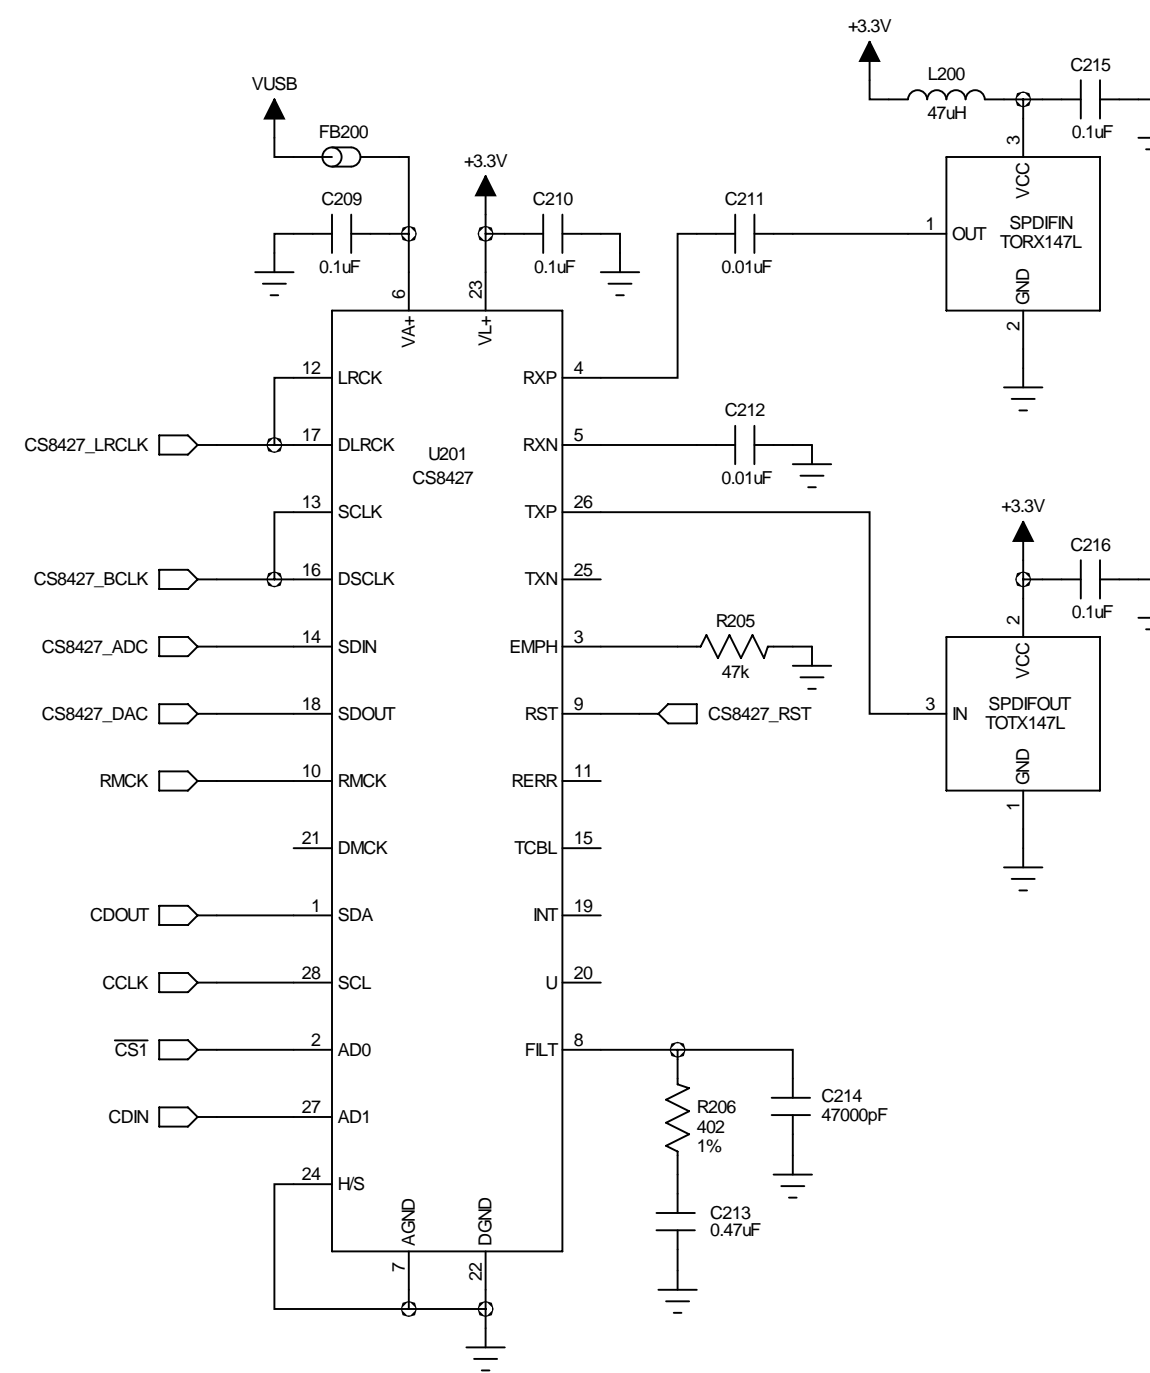 +3.3V
L200
47uH
C215
0.1uF
VUSB
FB200
+3.3V
C209
0.1uF
C210
0.1uF
C211
0.01uF
3
VCC
1
OUT
SPDIFIN
TORX147L
GND
2
6
VA+
23
VL+
12
LRCK
RXP
4
CS8427_LRCLK
17
DLRCK
U201
CS8427
RXN
5
C212
0.01uF
13
SCLK
TXP
26
+3.3V
CS8427_BCLK
16
DSCLK
TXN
25
C216
0.1uF
2
VCC
CS8427_ADC
14
SDIN
EMPH
3
R205
47k
CS8427_DAC
18
SDOUT
RST
9
CS8427_RST
3
IN
SPDIFOUT
TOTX147L
GND
1
RMCK
10
RMCK
RERR
11
21
DMCK
TCBL
15
CDOUT
1
SDA
INT
19
CCLK
28
SCL
U
20
CS1
2
AD0
FILT
8
CDIN
27
AD1
R206
402
1%
C214
47000pF
24
H/S
AGND
7
DGND
22
C213
0.47uF